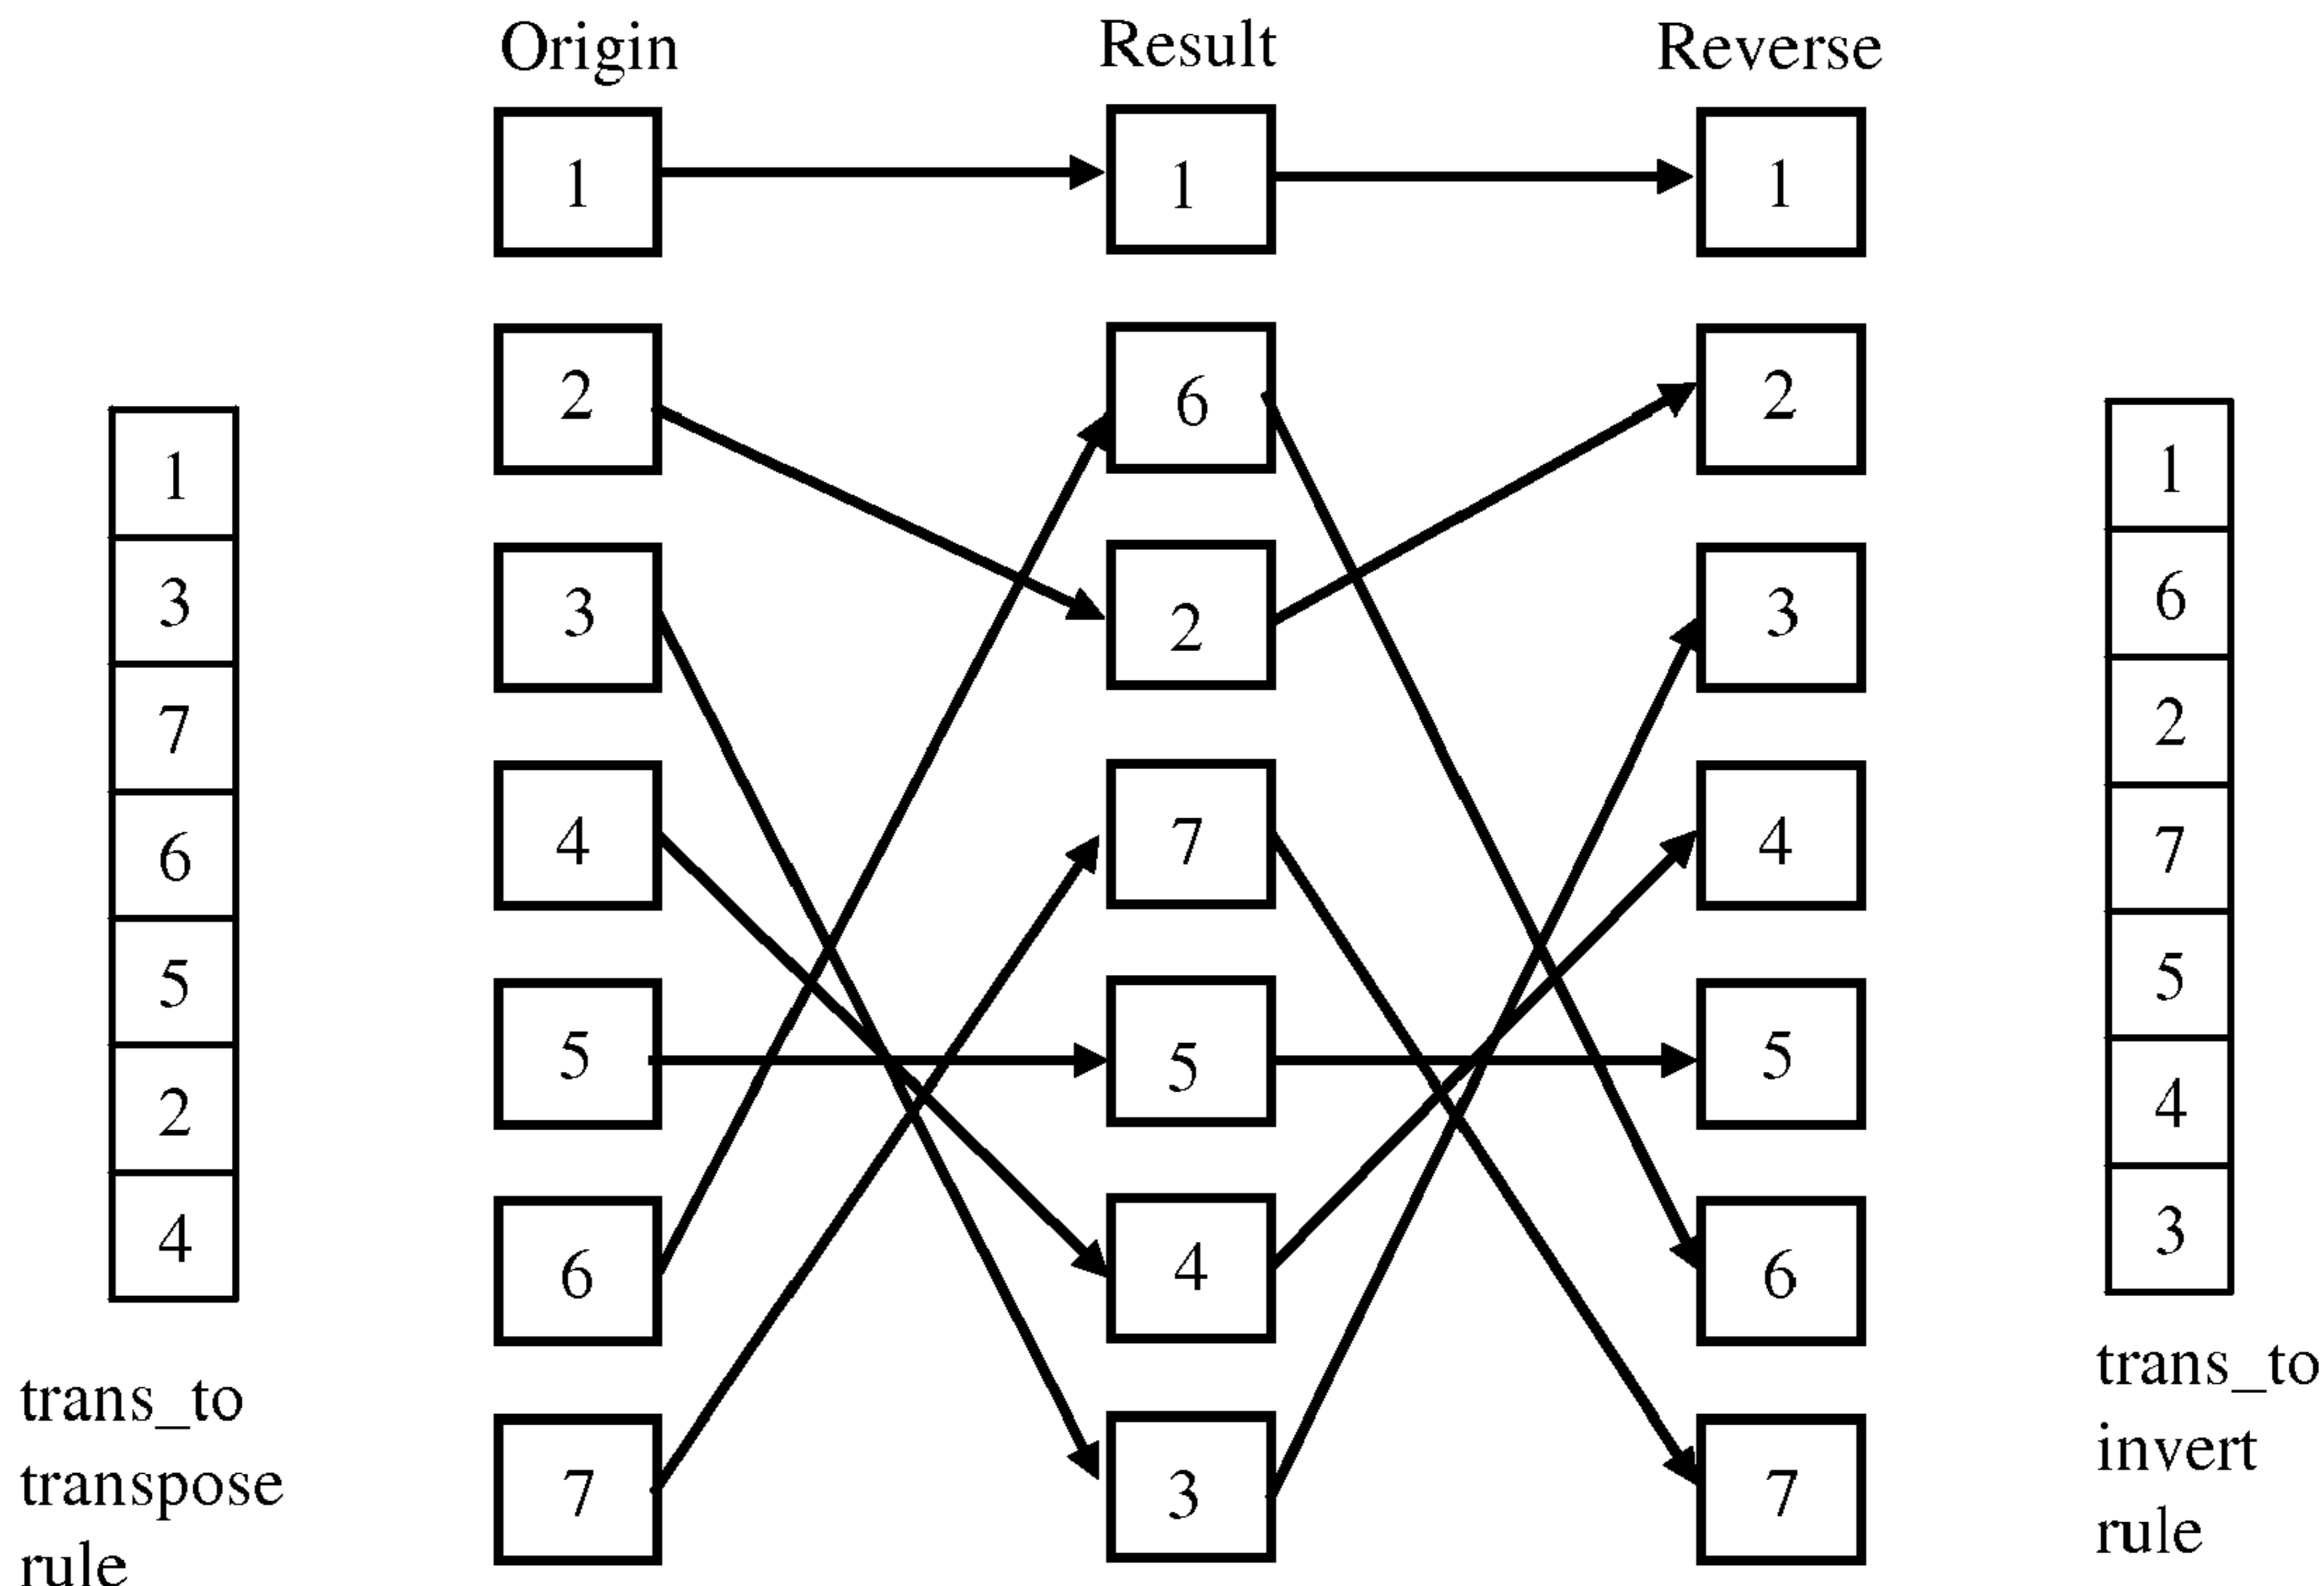 Origin Result Reverse
1 1 1
2 6 2
3 2 3
4 7 4
5 5 5
6 4 6
7 3 7
1
3
7
6
5
2
4
trans_to
transpose
rule
1
6
2
7
5
4
3
trans_to
invert
rule